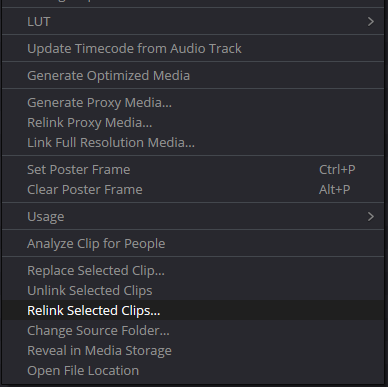 LUT
Update Timecode from Audio Track
Generate Optimized Media
Generate Proxy Media...
Relink Proxy Media...
Link Full Resolution Media...
Set Poster Frame Ctrl+P
Clear Poster Frame Alt+P
Usage
Analyze Clip for People
Replace Selected Clip...
Unlink Selected Clips
Relink Selected Clips...
Change Source Folder...
Reveal in Media Storage
Open File Location